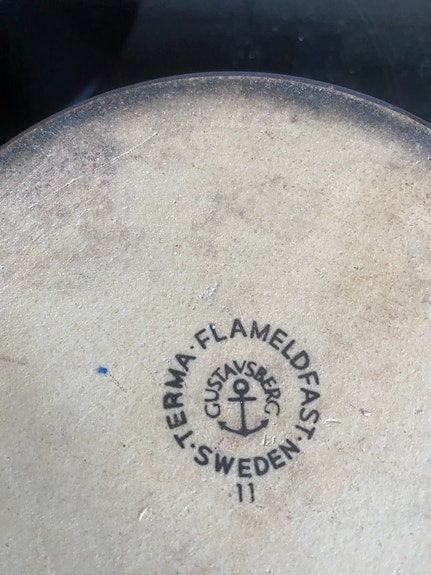 TERMA · FLAMELDFAST · SWEDEN ·
GUSTAVSBERG
11